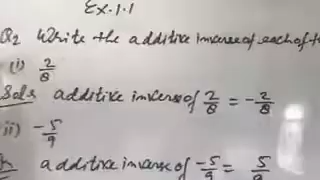 Ex.1.1
Q2 Write the additive inverse of each of t
(i) 2/8
Sol: additive inverse of 2/8 = -2/8
ii) -5/9
additive inverse of -5/9 = 5/9